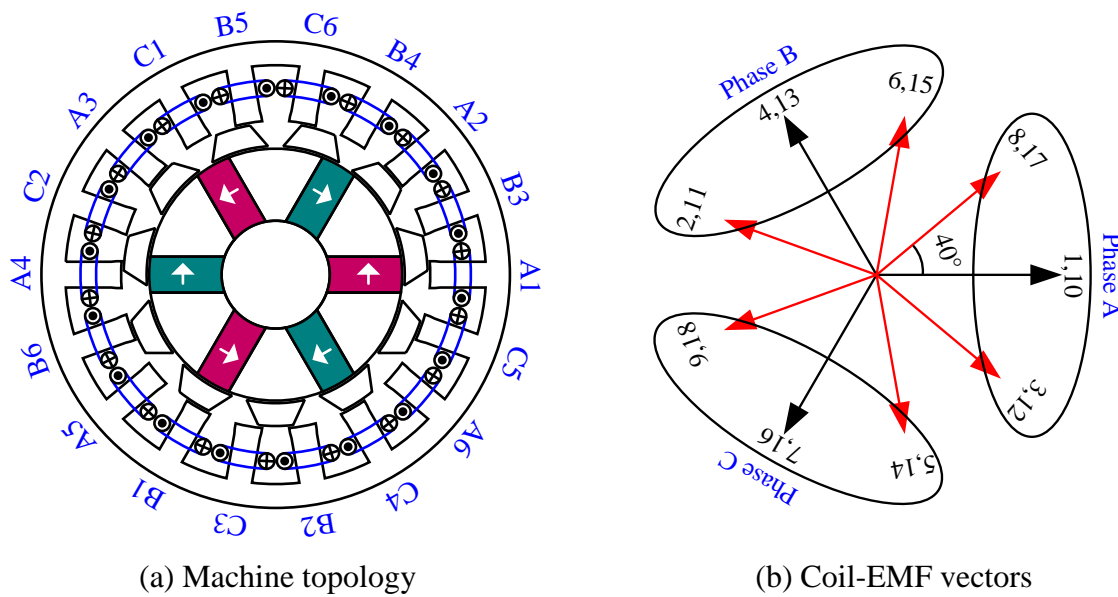 B5
C6
C1
B4
A3
A2
C2
B3
A4
A1
B6
C5
A5
A6
B1
C4
C3
B2
(a) Machine topology
Phase B
4,13
6,15
2,11
8,17
40°
1,10
Phase A
9,18
3,12
7,16
5,14
Phase C
(b) Coil-EMF vectors